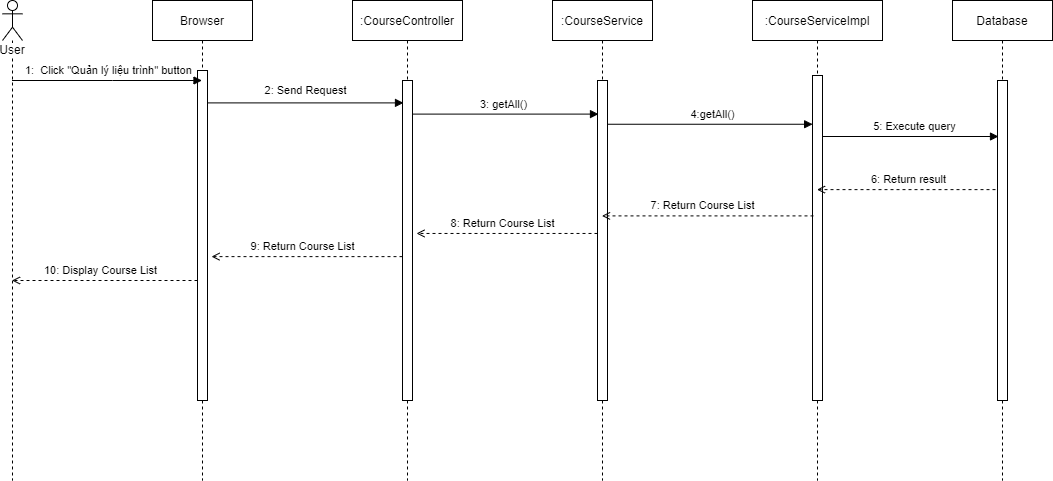 Browser
:CourseController
:CourseService
:CourseServiceImpl
Database
User
1: Click "Quản lý liệu trình" button
2: Send Request
3: getAll()
4:getAll()
5: Execute query
6: Return result
7: Return Course List
8: Return Course List
9: Return Course List
10: Display Course List